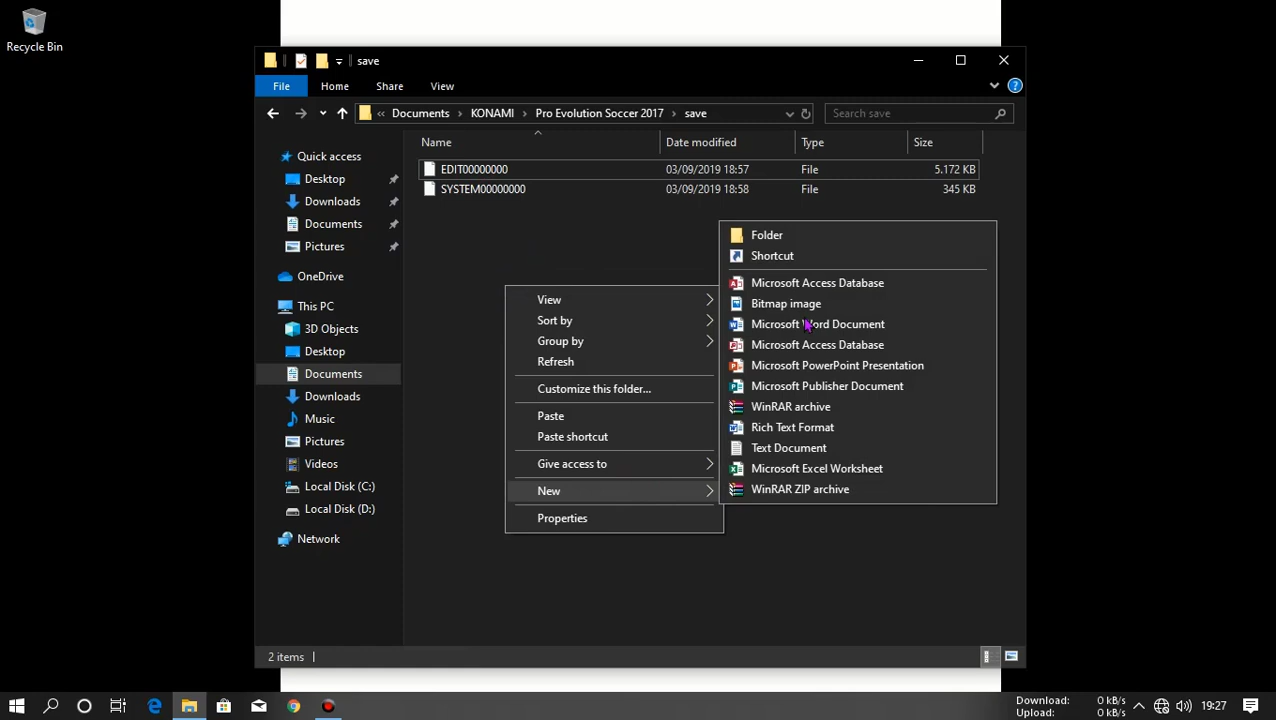 Recycle Bin
save
File
Home
Share
View
« Documents > KONAMI > Pro Evolution Soccer 2017 > save
Search save
Name
Date modified
Type
Size
EDIT00000000
03/09/2019 18:57
File
5.172 KB
SYSTEM00000000
03/09/2019 18:58
File
345 KB
Quick access
Desktop
Downloads
Documents
Pictures
OneDrive
This PC
3D Objects
Desktop
Documents
Downloads
Music
Pictures
Videos
Local Disk (C:)
Local Disk (D:)
Network
View
Sort by
Group by
Refresh
Customize this folder...
Paste
Paste shortcut
Give access to
New
Properties
Folder
Shortcut
Microsoft Access Database
Bitmap image
Microsoft Word Document
Microsoft Access Database
Microsoft PowerPoint Presentation
Microsoft Publisher Document
WinRAR archive
Rich Text Format
Text Document
Microsoft Excel Worksheet
WinRAR ZIP archive
2 items
Download: 0 kB/s
Upload: 0 kB/s
19:27